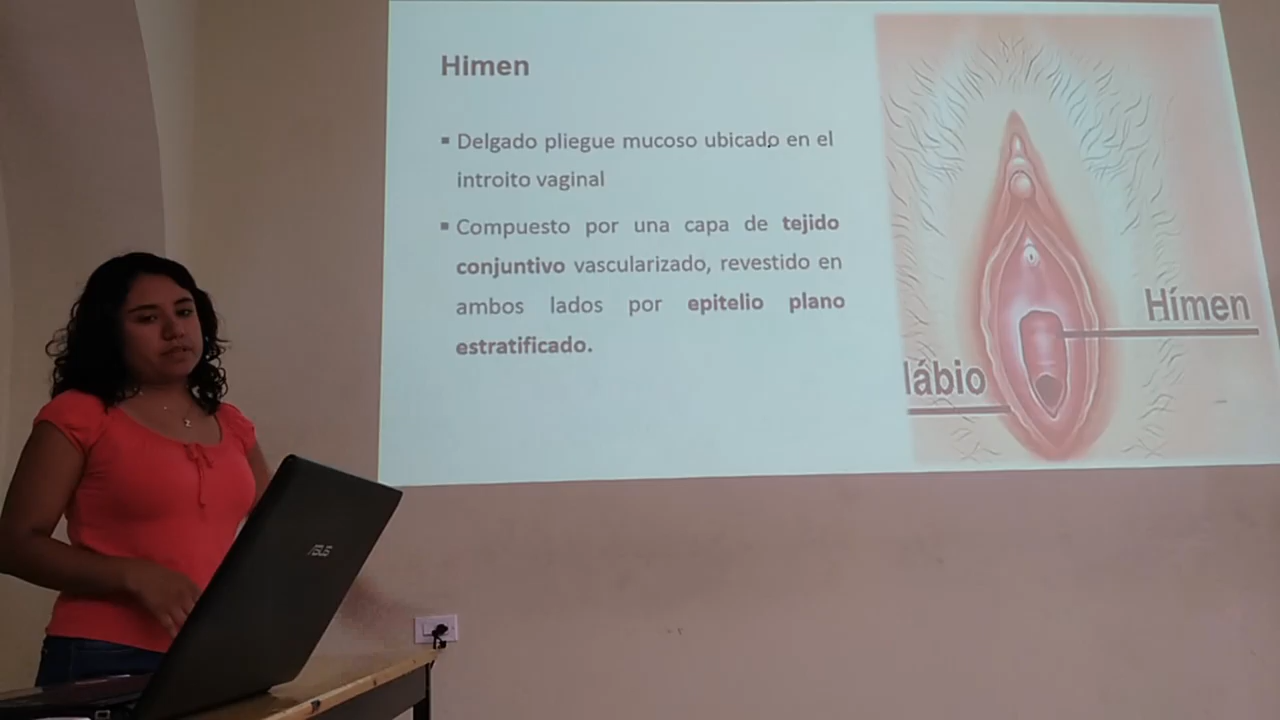 Himen
▪ Delgado pliegue mucoso ubicado en el
introito vaginal
▪ Compuesto por una capa de tejido
conjuntivo vascularizado, revestido en
ambos lados por epitelio plano
estratificado.
Hímen
lábio
ASUS